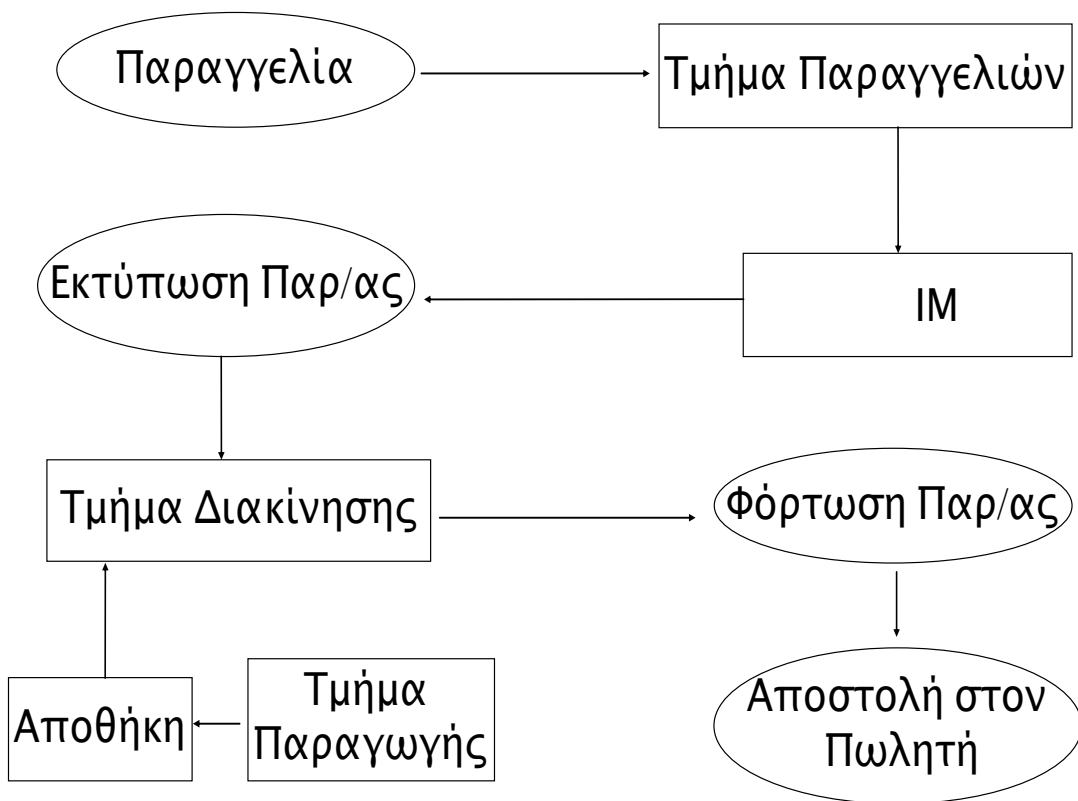 Παραγγελία
Τμήμα Παραγγελιών
Εκτύπωση Παρ/ας
ΙΜ
Τμήμα Διακίνησης
Φόρτωση Παρ/ας
Αποθήκη
Τμήμα
Παραγωγής
Αποστολή στον
Πωλητή